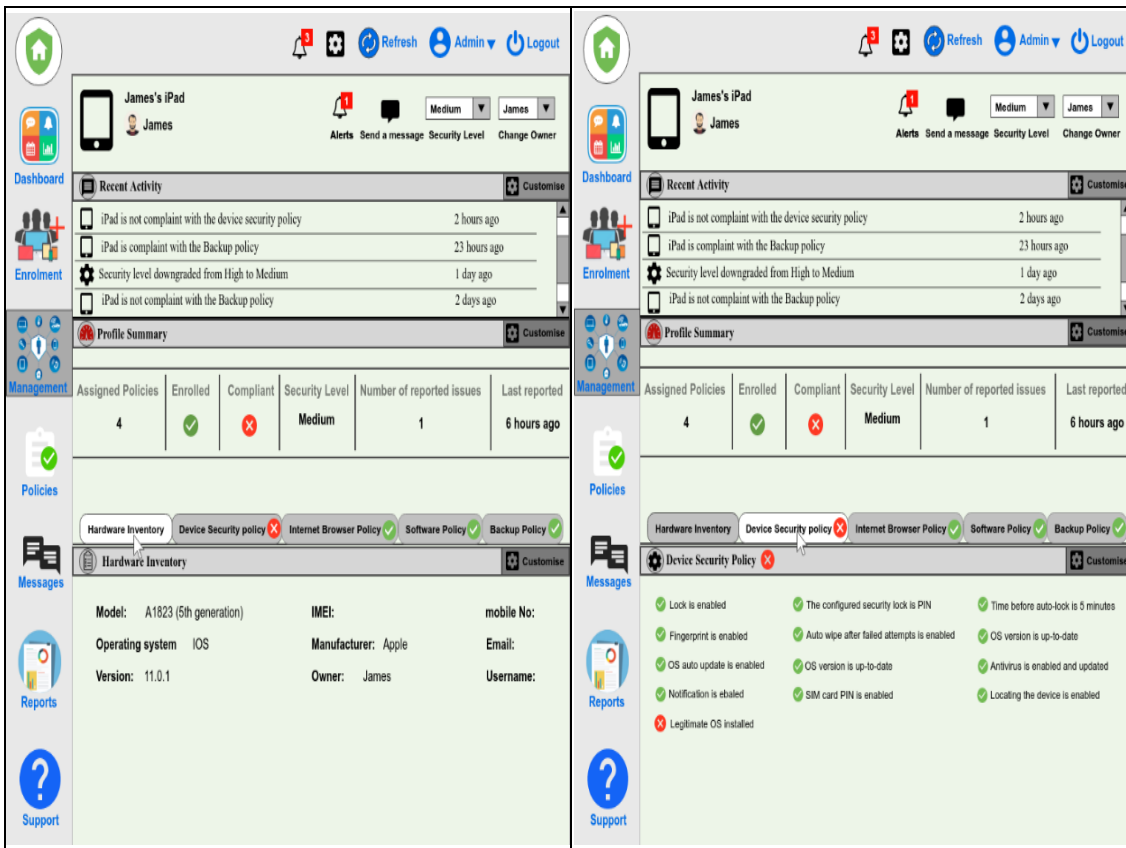 3
Refresh
Admin
Logout
James's iPad
James
1
Medium
James
Alerts
Send a message
Security Level
Change Owner
Dashboard
Recent Activity
Customise
iPad is not complaint with the device security policy 2 hours ago
iPad is complaint with the Backup policy 23 hours ago
Enrolment
Security level downgraded from High to Medium 1 day ago
iPad is not complaint with the Backup policy 2 days ago
Profile Summary
Customise
Management
Assigned Policies Enrolled Compliant Security Level Number of reported issues Last reported
4 Medium 1 6 hours ago
Policies
Hardware Inventory Device Security policy Internet Browser Policy Software Policy Backup Policy
Hardware Inventory
Customise
Messages
Model: A1823 (5th generation) IMEI: mobile No:
Operating system IOS Manufacturer: Apple Email:
Version: 11.0.1 Owner: James Username:
Reports
Support
3
Refresh
Admin
Logout
James's iPad
James
1
Medium
James
Alerts
Send a message
Security Level
Change Owner
Dashboard
Recent Activity
Customise
iPad is not complaint with the device security policy 2 hours ago
iPad is complaint with the Backup policy 23 hours ago
Enrolment
Security level downgraded from High to Medium 1 day ago
iPad is not complaint with the Backup policy 2 days ago
Profile Summary
Customise
Management
Assigned Policies Enrolled Compliant Security Level Number of reported issues Last reported
4 Medium 1 6 hours ago
Policies
Hardware Inventory Device Security policy Internet Browser Policy Software Policy Backup Policy
Device Security Policy
Customise
Messages
Lock is enabled The configured security lock is PIN Time before auto-lock is 5 minutes
Fingerprint is enabled Auto wipe after failed attempts is enabled OS version is up-to-date
OS auto update is enabled OS version is up-to-date Antivirus is enabled and updated
Notification is ebaled SIM card PIN is enabled Locating the device is enabled
Reports
Legitimate OS installed
Support